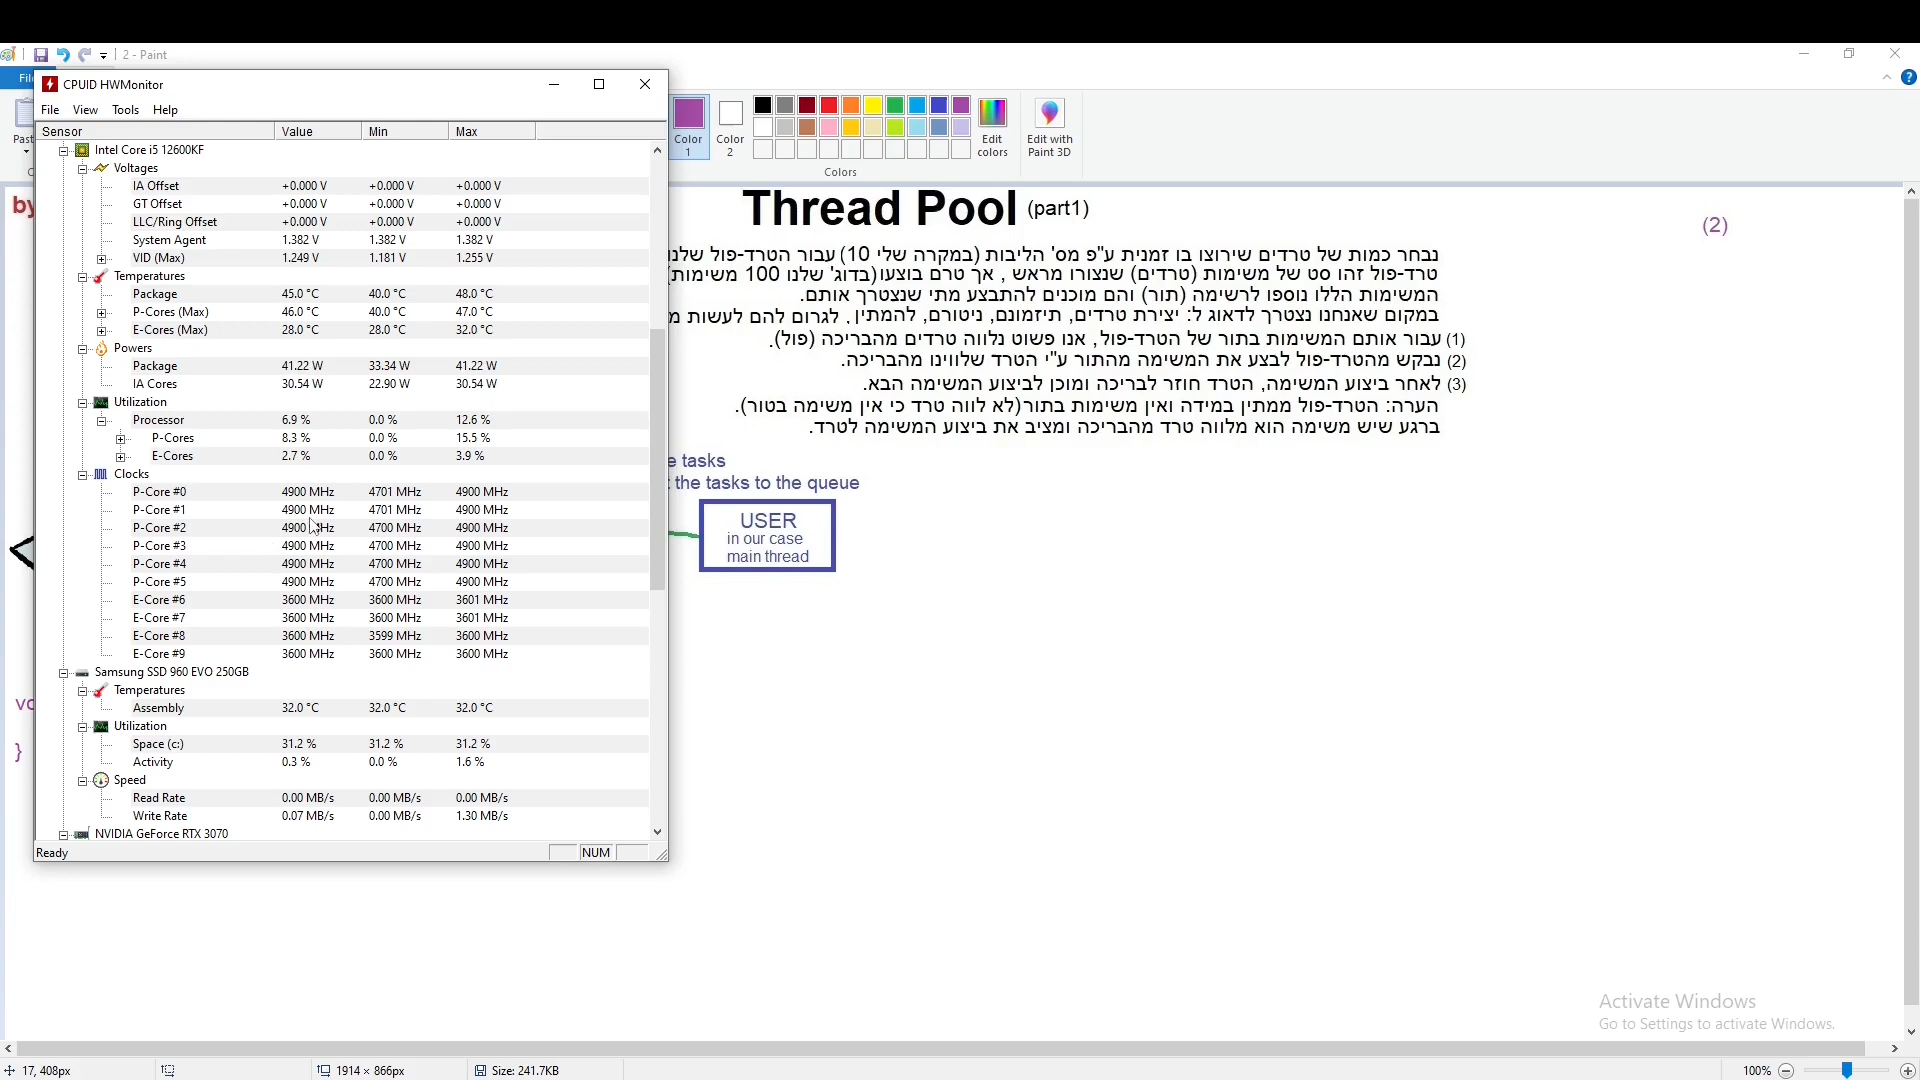 2 - Paint
File
CPUID HWMonitor
File View Tools Help
Sensor Value Min Max
Intel Core i5 12600KF
Voltages
IA Offset +0.000 V +0.000 V +0.000 V
GT Offset +0.000 V +0.000 V +0.000 V
LLC/Ring Offset +0.000 V +0.000 V +0.000 V
System Agent 1.382 V 1.382 V 1.382 V
VID (Max) 1.249 V 1.181 V 1.255 V
Temperatures
Package 45.0 °C 40.0 °C 48.0 °C
P-Cores (Max) 46.0 °C 40.0 °C 47.0 °C
E-Cores (Max) 28.0 °C 28.0 °C 32.0 °C
Powers
Package 41.22 W 33.34 W 41.22 W
IA Cores 30.54 W 22.90 W 30.54 W
Utilization
Processor 6.9 % 0.0 % 12.6 %
P-Cores 8.3 % 0.0 % 15.5 %
E-Cores 2.7 % 0.0 % 3.9 %
Clocks
P-Core #0 4900 MHz 4701 MHz 4900 MHz
P-Core #1 4900 MHz 4701 MHz 4900 MHz
P-Core #2 4900 MHz 4700 MHz 4900 MHz
P-Core #3 4900 MHz 4700 MHz 4900 MHz
P-Core #4 4900 MHz 4700 MHz 4900 MHz
P-Core #5 4900 MHz 4700 MHz 4900 MHz
E-Core #6 3600 MHz 3600 MHz 3601 MHz
E-Core #7 3600 MHz 3600 MHz 3601 MHz
E-Core #8 3600 MHz 3599 MHz 3600 MHz
E-Core #9 3600 MHz 3600 MHz 3600 MHz
Samsung SSD 960 EVO 250GB
Temperatures
Assembly 32.0 °C 32.0 °C 32.0 °C
Utilization
Space (c:) 31.2 % 31.2 % 31.2 %
Activity 0.3 % 0.0 % 1.6 %
Speed
Read Rate 0.00 MB/s 0.00 MB/s 0.00 MB/s
Write Rate 0.07 MB/s 0.00 MB/s 1.30 MB/s
NVIDIA GeForce RTX 3070
Ready NUM
Color 1
Color 2
Edit colors
Edit with Paint 3D
Colors
by
Thread Pool (part1)
(2)
נבחר כמות של טרדים שירוצו בו זמנית ע"פ מס' הליבות (במקרה שלי 10) עבור הטרד-פול שלנו
טרד-פול זהו סט של משימות (טרדים) שנצורו מראש , אך טרם בוצעו(בדוג' שלנו 100 משימות)
המשימות הללו נוספו לרשימה (תור) והם מוכנים להתבצע מתי שנצטרך אותם.
במקום שאנחנו נצטרך לדאוג ל: יצירת טרדים, תיזמונם, ניטורם, להמתין , לגרום להם לעשות
(1) עבור אותם המשימות בתור של הטרד-פול, אנו פשוט נלווה טרדים מהבריכה (פול).
(2) נבקש מהטרד-פול לבצע את המשימה מהתור ע"י הטרד שלווינו מהבריכה.
(3) לאחר ביצוע המשימה, הטרד חוזר לבריכה ומוכן לביצוע המשימה הבא.
הערה: הטרד-פול ממתין במידה ואין משימות בתור(לא לווה טרד כי אין משימה בטור).
ברגע שיש משימה הוא מלווה טרד מהבריכה ומציב את ביצוע המשימה לטרד.
e tasks
the tasks to the queue
USER
in our case
main thread
}
Activate Windows
Go to Settings to activate Windows.
17, 408px 1914 × 866px Size: 241.7KB 100%